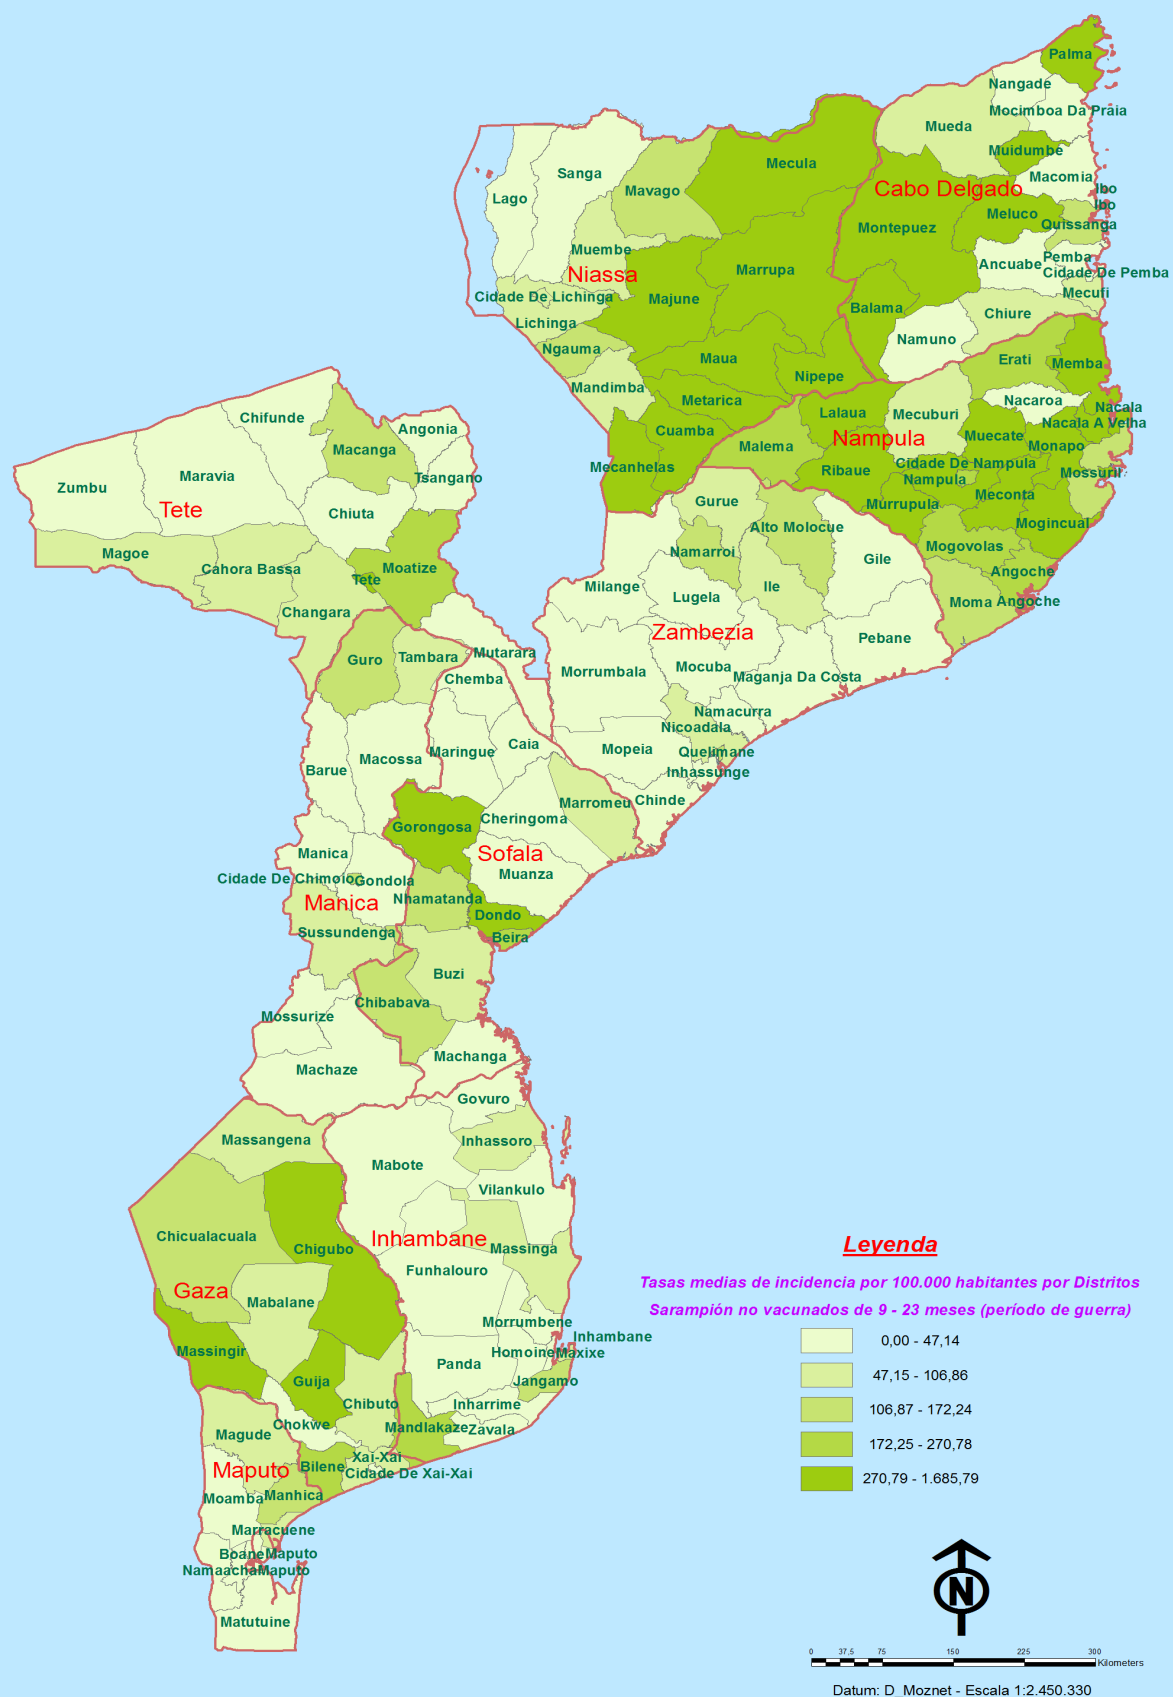 Palma
Nangade
Mocimboa Da Praia
Mueda
Muidumbe
Mecula
Macomia
Sanga
Mavago
Cabo Delgado
Ibo
Lago
Ibo
Meluco
Quissanga
Montepuez
Muembe
Pemba
Ancuabe
Marrupa
Niassa
Cidade De Pemba
Mecufi
Cidade De Lichinga
Majune
Balama
Chiure
Lichinga
Namuno
Ngauma
Maua
Erati
Memba
Nipepe
Mandimba
Metarica
Nacaroa
Nacala
Lalaua
Mecuburi
Chifunde
Nacala A Velha
Angonia
Cuamba
Muecate
Nampula
Monapo
Malema
Macanga
Cidade De Nampula
Mecanhelas
Ribaue
Mossuril
Maravia
Tsangano
Nampula
Zumbu
Meconta
Gurue
Murrupula
Tete
Chiuta
Mogincual
Alto Molocue
Mogovolas
Magoe
Namarroi
Gile
Cahora Bassa
Moatize
Angoche
Tete
Milange
Ile
Lugela
Moma
Angoche
Changara
Zambezia
Pebane
Mutarara
Guro
Tambara
Mocuba
Morrumbala
Maganja Da Costa
Chemba
Namacurra
Nicoadala
Caia
Mopeia
Maringue
Quelimane
Macossa
Barue
Inhassunge
Chinde
Marromeu
Cheringoma
Gorongosa
Manica
Sofala
Muanza
Cidade De Chimoio
Gondola
Nhamatanda
Manica
Dondo
Sussundenga
Beira
Buzi
Chibabava
Mossurize
Machanga
Machaze
Govuro
Massangena
Inhassoro
Mabote
Vilankulo
Chicualacuala
Inhambane
Chigubo
Massinga
Funhalouro
Gaza
Mabalane
Morrumbene
Inhambane
Massingir
Homoine
Maxixe
Panda
Guija
Jangamo
Chibuto
Inharrime
Chokwe
Mandlakaze
Zavala
Magude
Xai-Xai
Bilene
Maputo
Cidade De Xai-Xai
Moamba
Manhica
Marracuene
Boane
Maputo
Namaacha
Maputo
Matutuine
Leyenda
Tasas medias de incidencia por 100.000 habitantes por Distritos
Sarampión no vacunados de 9 - 23 meses (período de guerra)
0,00 - 47,14
47,15 - 106,86
106,87 - 172,24
172,25 - 270,78
270,79 - 1.685,79
N
0 37,5 75 150 225 300
Kilometers
Datum: D_Moznet - Escala 1:2.450.330